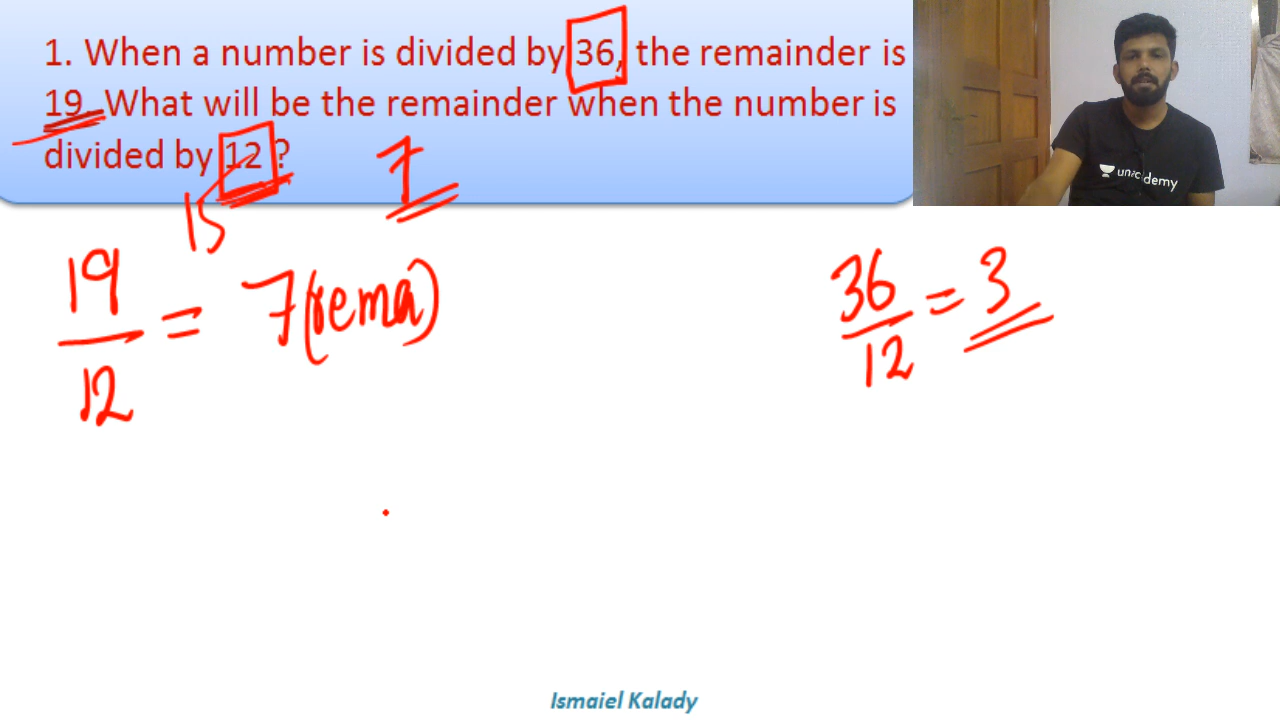 1. When a number is divided by 36, the remainder is
19. What will be the remainder when the number is
divided by 12 ?
7
15
19
12
= 7 (rema)
36
12
= 3
unacademy
Ismaiel Kalady